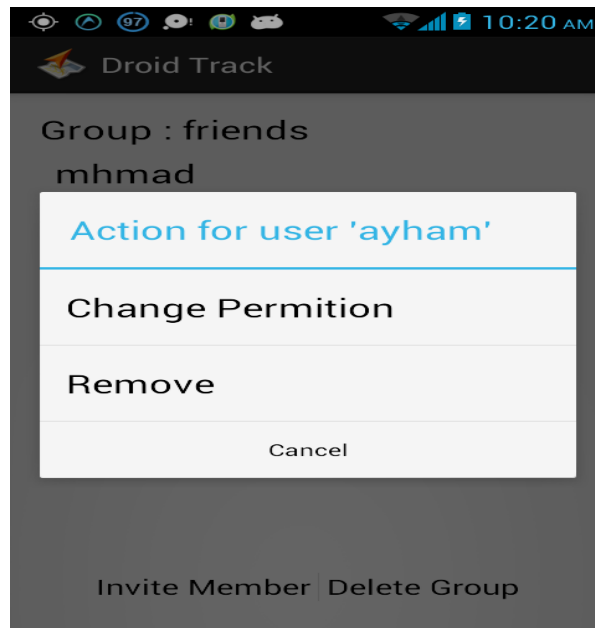 97 10:20 AM
Droid Track
Group : friends
mhmad
Action for user 'ayham'
Change Permition
Remove
Cancel
Invite Member Delete Group